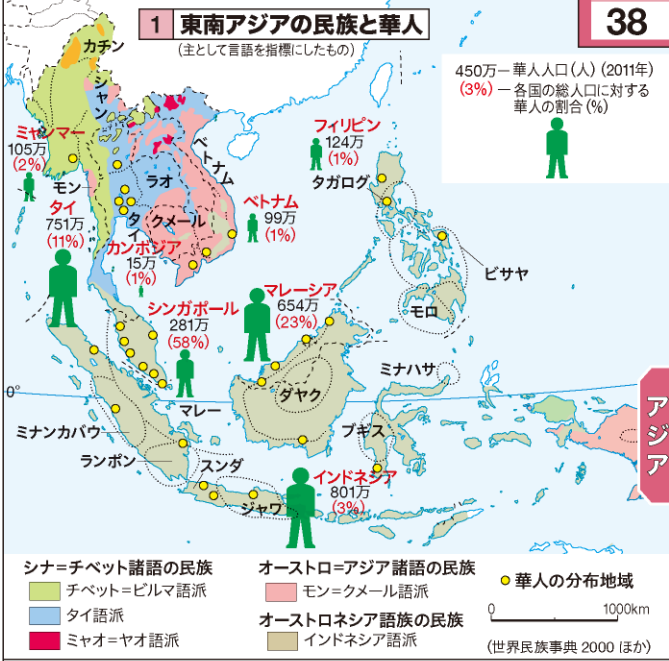 1 東南アジアの民族と華人
(主として言語を指標にしたもの)
38
450万－華人人口(人)(2011年)
(3%)－各国の総人口に対する
華人の割合(%)
カチン
シャン
ミャンマー
105万
(2%)
モン
タイ
751万
(11%)
ラオ
タイ
クメール
ベトナム
カンボジア
15万
(1%)
ベトナム
99万
(1%)
フィリピン
124万
(1%)
タガログ
ビサヤ
モロ
シンガポール
281万
(58%)
マレーシア
654万
(23%)
ミナハサ
0°
ダヤク
マレー
ミナンカバウ
ブギス
ランポン
スンダ
ジャワ
インドネシア
801万
(3%)
アジア
シナ＝チベット諸語の民族
チベット＝ビルマ語派
タイ語派
ミャオ＝ヤオ語派
オーストロ＝アジア諸語の民族
モン＝クメール語派
オーストロネシア語族の民族
インドネシア語派
華人の分布地域
0 1000km
(世界民族事典 2000 ほか)